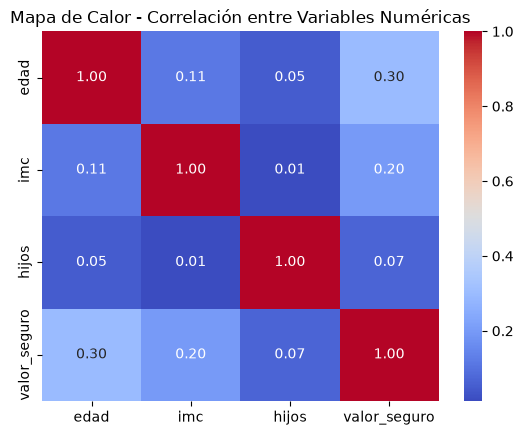 Mapa de Calor - Correlación entre Variables Numéricas
edad
1.00
0.11
0.05
0.30
imc
0.11
1.00
0.01
0.20
hijos
0.05
0.01
1.00
0.07
valor_seguro
0.30
0.20
0.07
1.00
edad
imc
hijos
valor_seguro
1.0
0.8
0.6
0.4
0.2